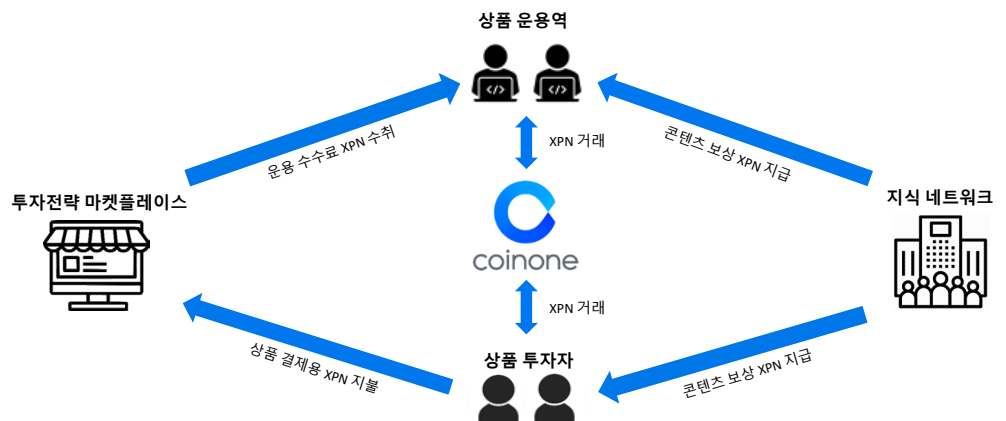 상품 운용역
</>
</>
운용 수수료 XPN 수취
XPN 거래
콘텐츠 보상 XPN 지급
투자전략 마켓플레이스
지식 네트워크
coinone
XPN 거래
상품 결제용 XPN 지불
상품 투자자
콘텐츠 보상 XPN 지급